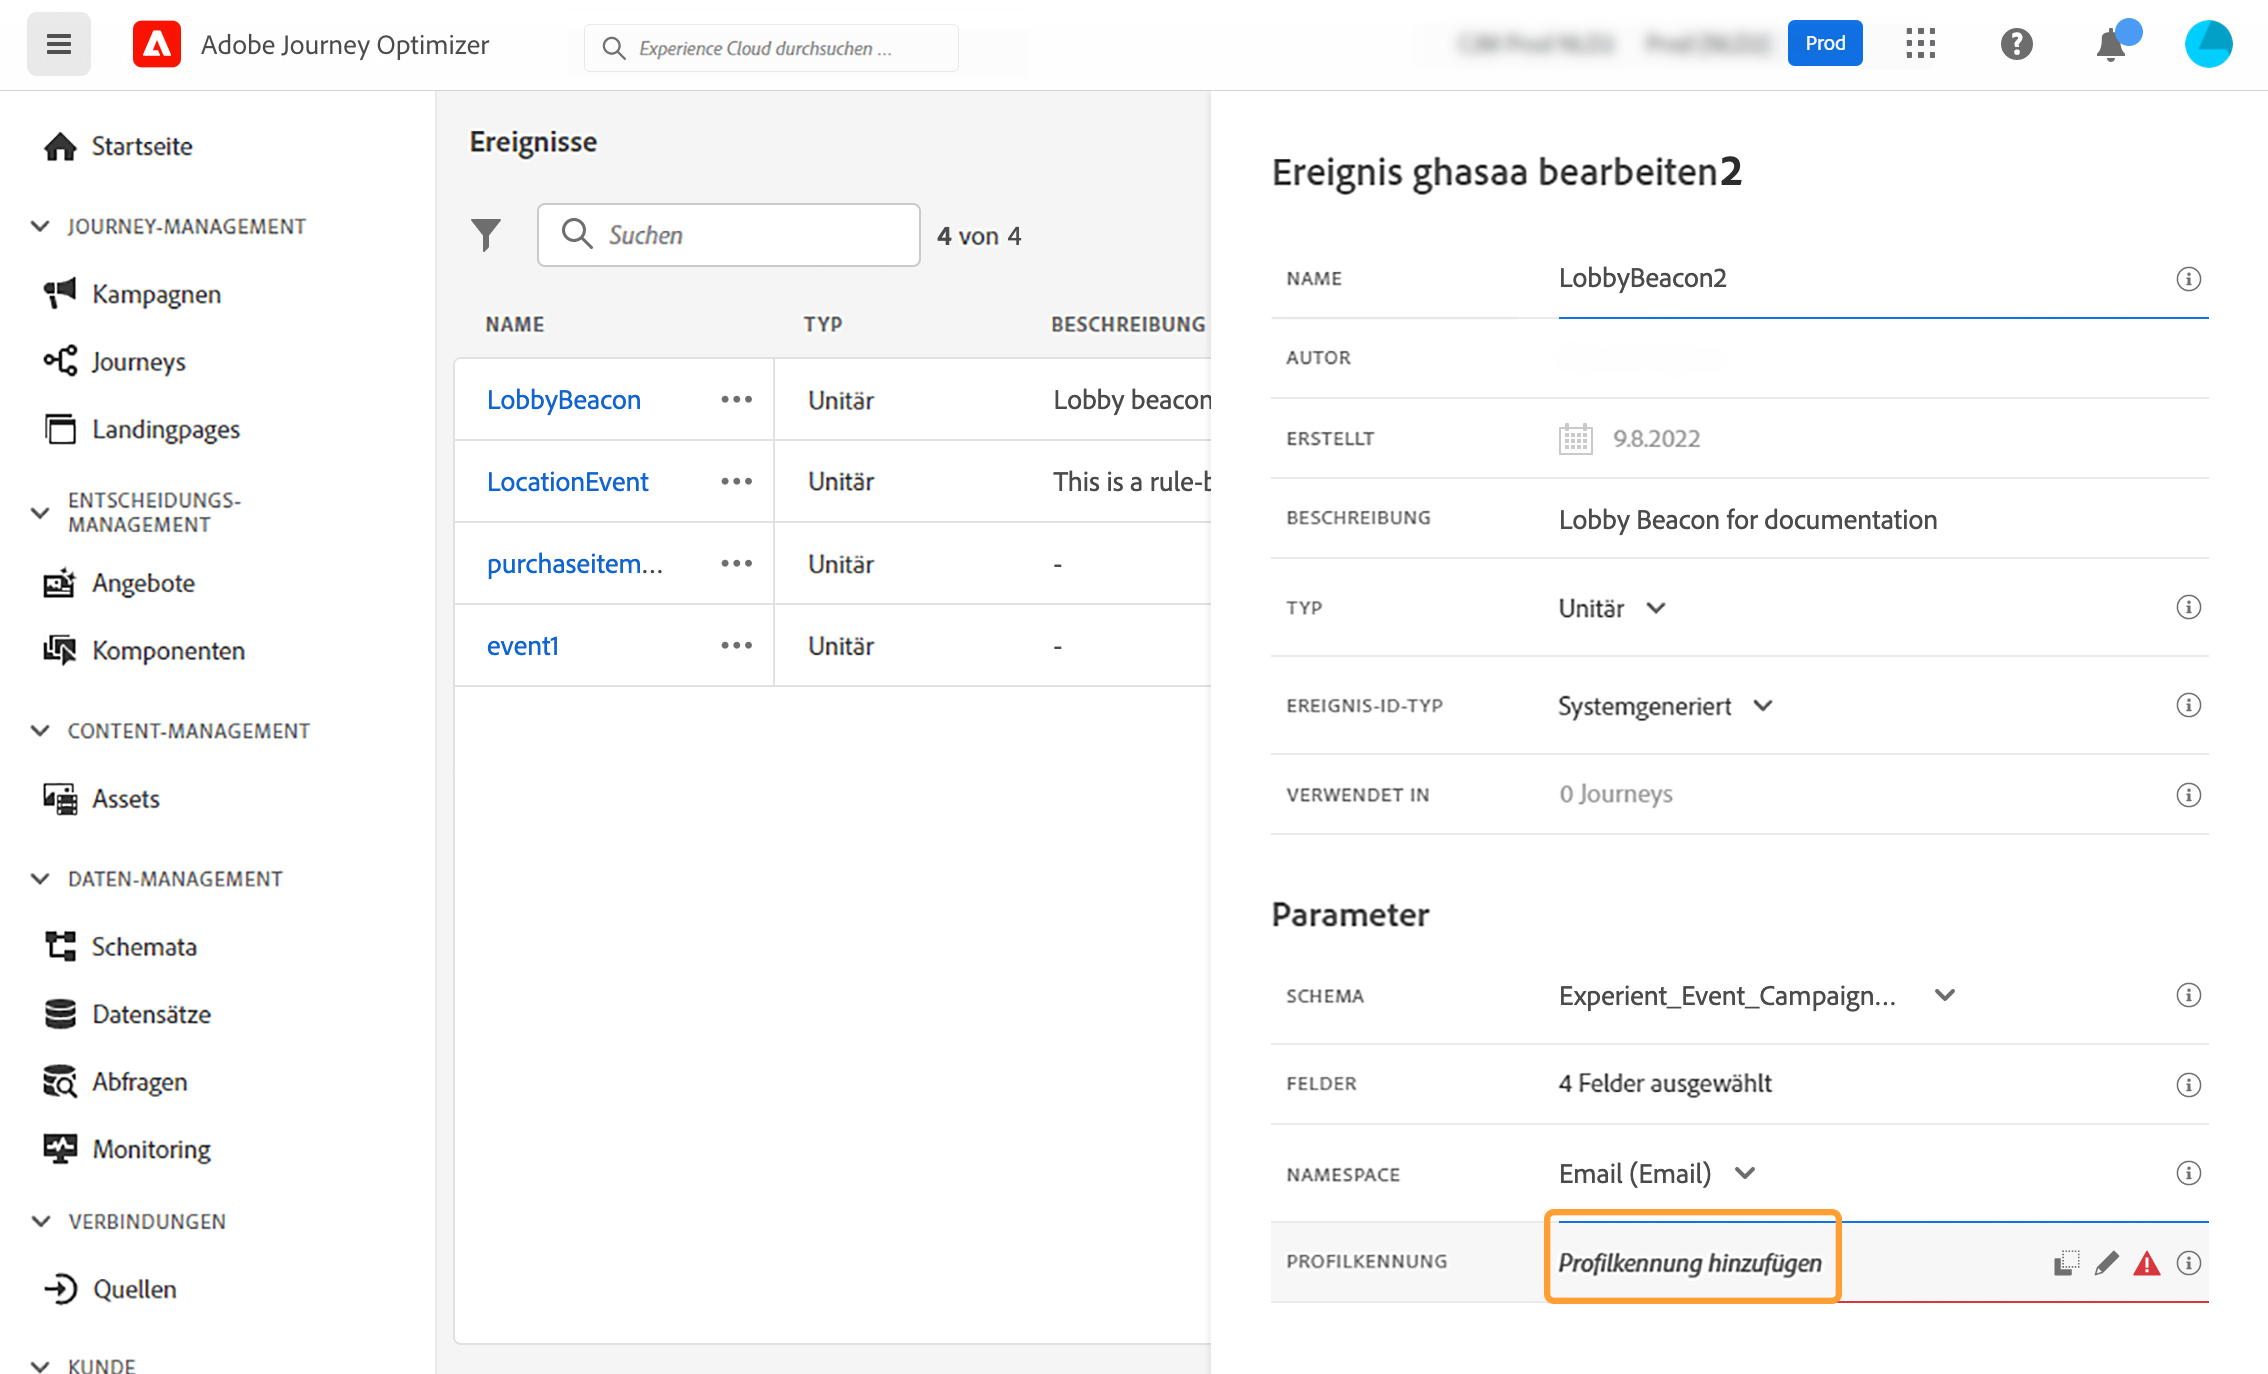 Adobe Journey Optimizer
Experience Cloud durchsuchen ...
Prod
Startseite
JOURNEY-MANAGEMENT
Kampagnen
Journeys
Landingpages
ENTSCHEIDUNGS-
MANAGEMENT
Angebote
Komponenten
CONTENT-MANAGEMENT
Assets
DATEN-MANAGEMENT
Schemata
Datensätze
Abfragen
Monitoring
VERBINDUNGEN
Quellen
KUNDE
Ereignisse
Suchen
4 von 4
NAME TYP BESCHREIBUNG
LobbyBeacon ••• Unitär Lobby beacon
LocationEvent ••• Unitär This is a rule-b
purchaseitem... ••• Unitär -
event1 ••• Unitär -
Ereignis ghasaa bearbeiten2
NAME LobbyBeacon2
AUTOR
ERSTELLT 9.8.2022
BESCHREIBUNG Lobby Beacon for documentation
TYP Unitär
EREIGNIS-ID-TYP Systemgeneriert
VERWENDET IN 0 Journeys
Parameter
SCHEMA Experient_Event_Campaign...
FELDER 4 Felder ausgewählt
NAMESPACE Email (Email)
PROFILKENNUNG Profilkennung hinzufügen